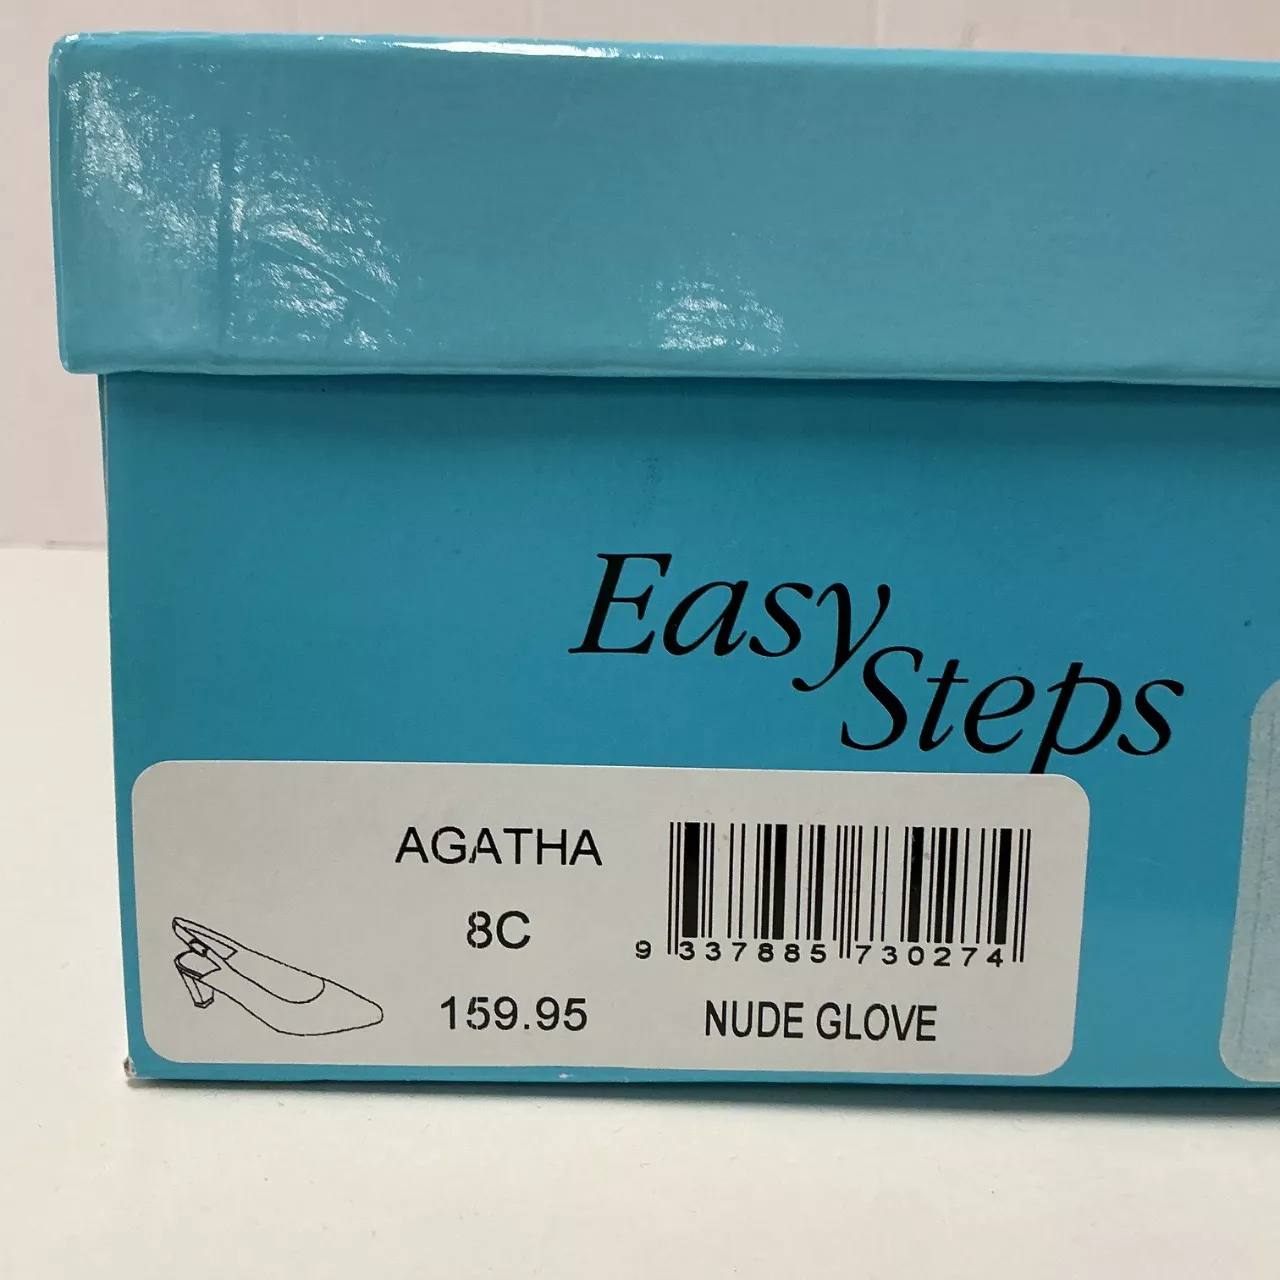 Easy
Steps
AGATHA
8C
159.95
9 337885 730274
NUDE GLOVE